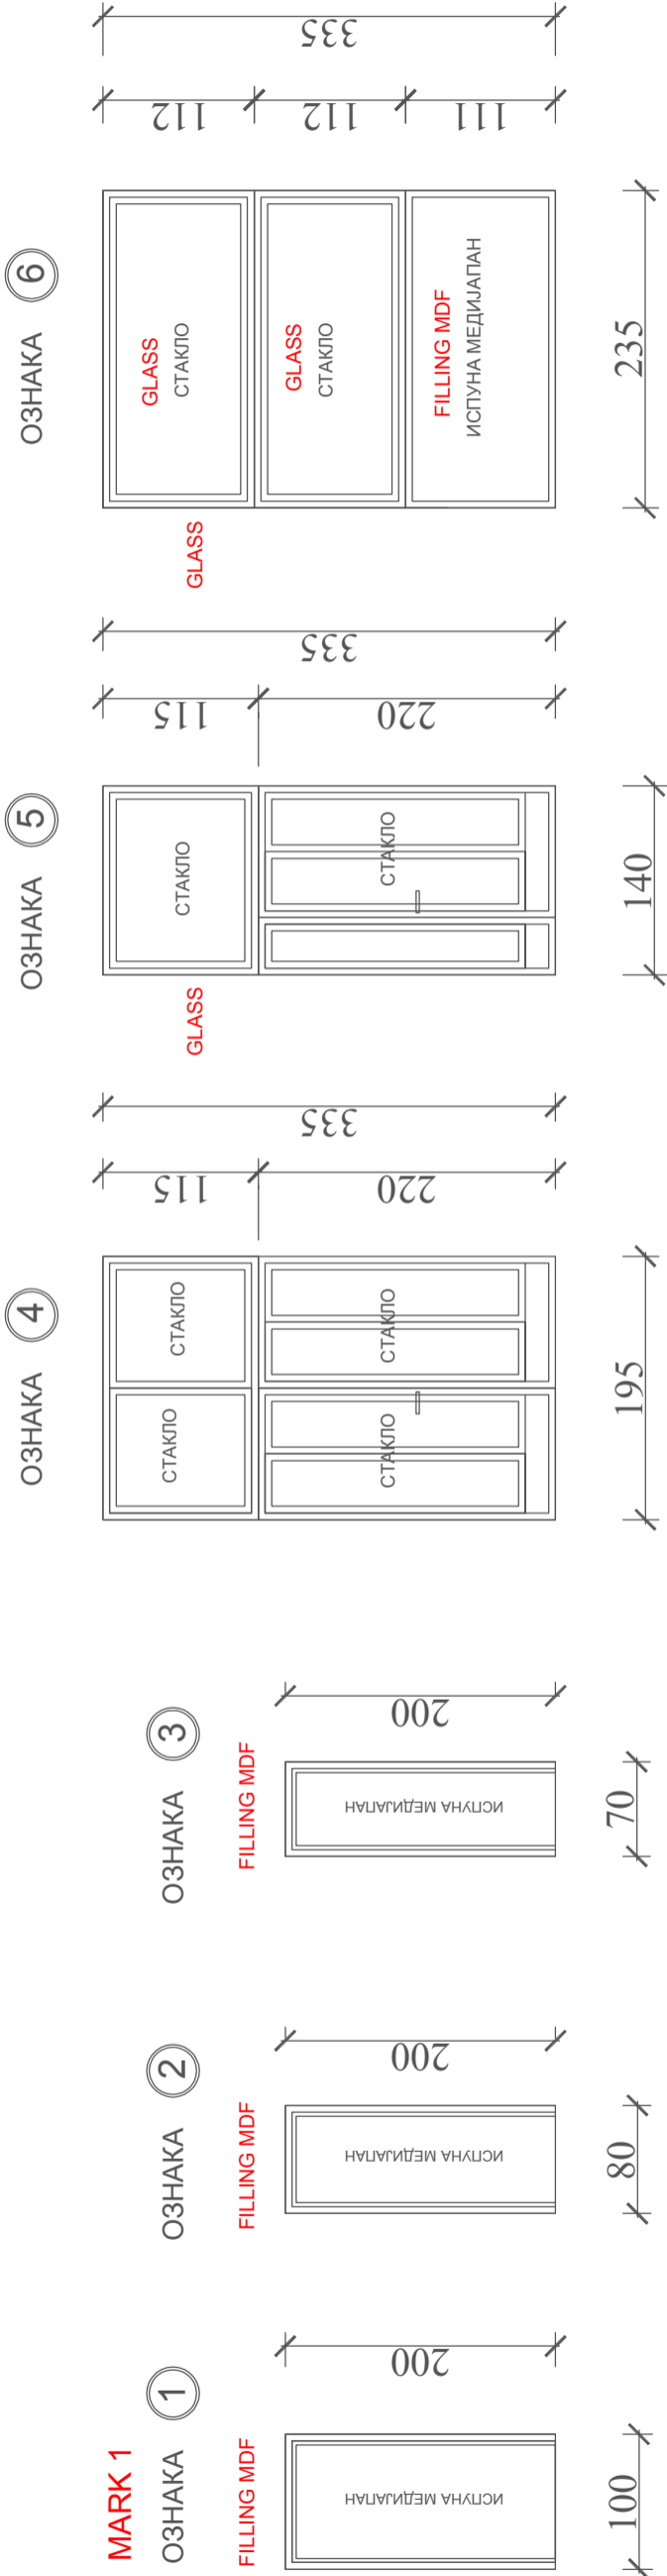 MARK 1
ОЗНАКА 1
FILLING MDF
ИСПУНА МЕДИЈАПАН
200
100
ОЗНАКА 2
FILLING MDF
ИСПУНА МЕДИЈАПАН
200
80
ОЗНАКА 3
FILLING MDF
ИСПУНА МЕДИЈАПАН
200
70
ОЗНАКА 4
СТАКЛО
СТАКЛО
СТАКЛО
СТАКЛО
115
220
335
195
ОЗНАКА 5
GLASS
СТАКЛО
СТАКЛО
115
220
335
140
ОЗНАКА 6
GLASS
GLASS
СТАКЛО
GLASS
СТАКЛО
FILLING MDF
ИСПУНА МЕДИЈАПАН
112
112
111
335
235